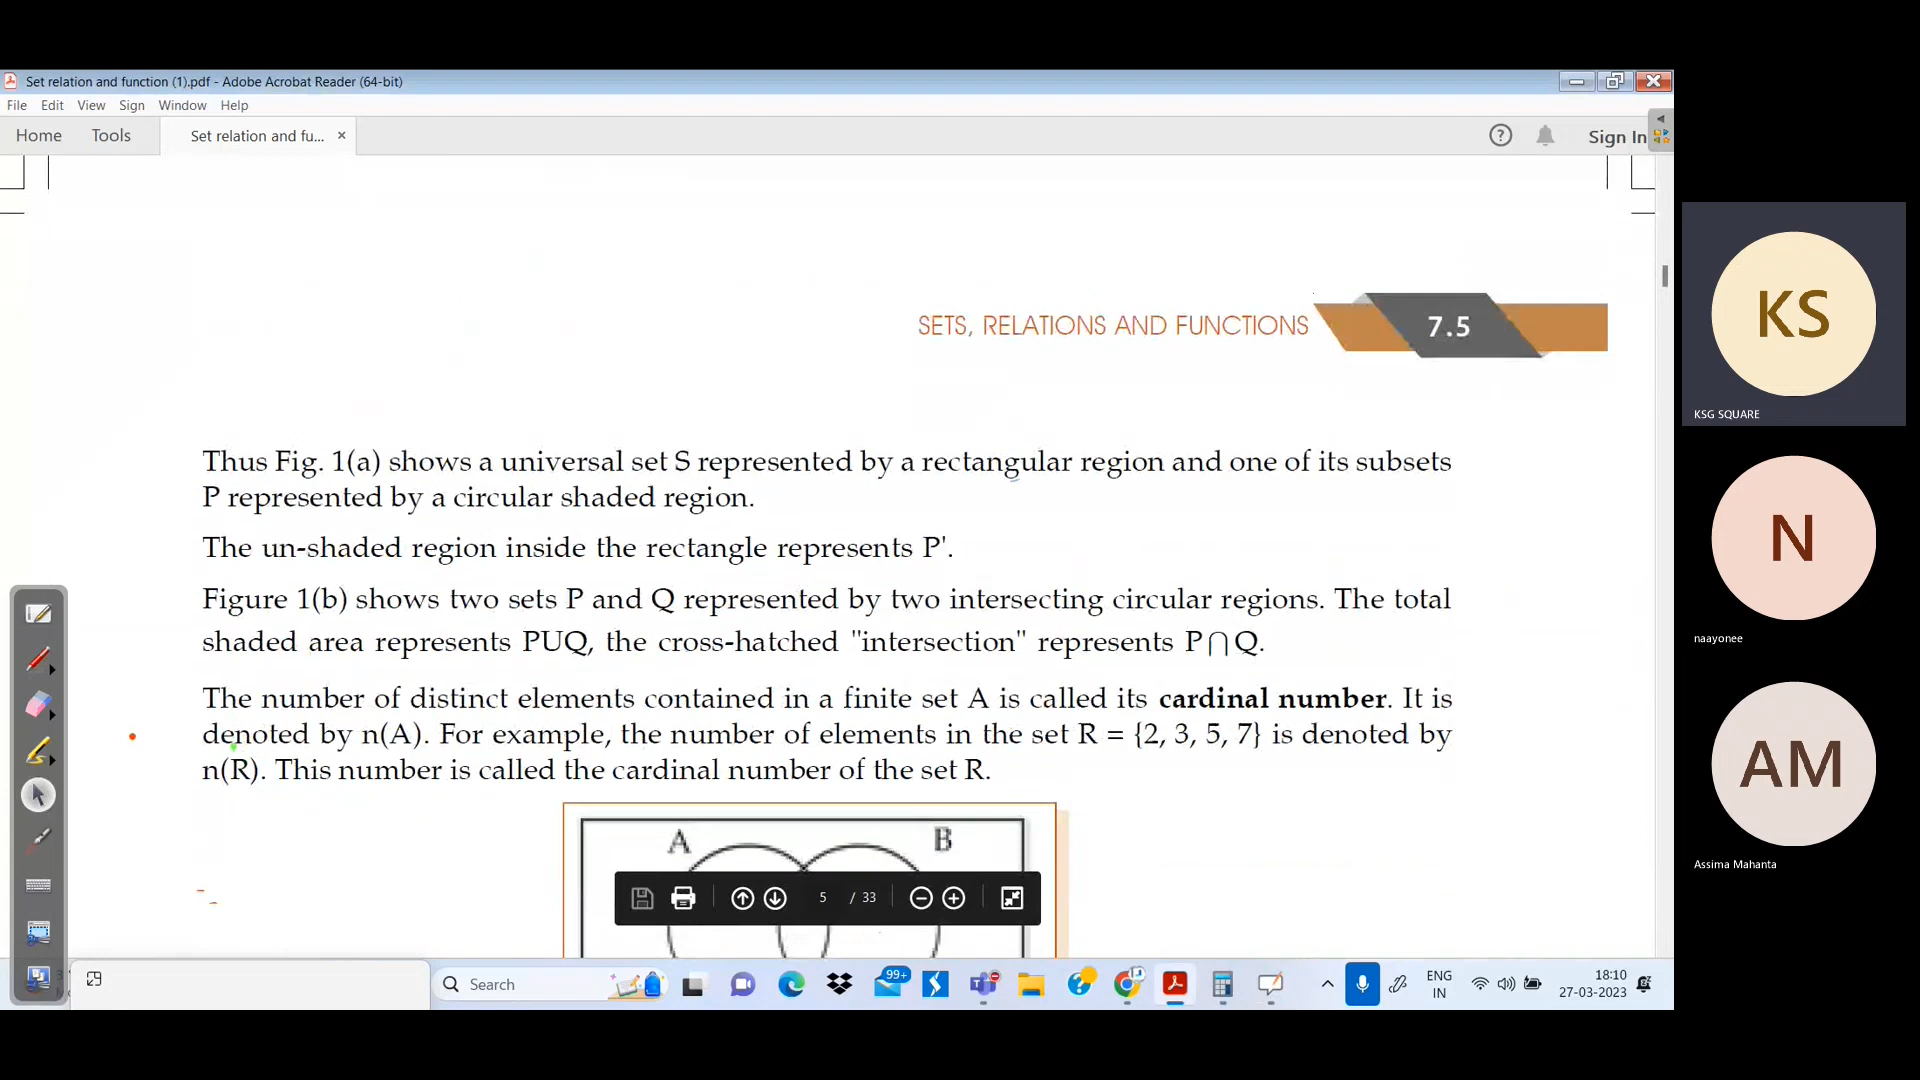 Set relation and function (1).pdf - Adobe Acrobat Reader (64-bit)
File Edit View Sign Window Help
Home Tools Set relation and fu... ×
Sign In
SETS, RELATIONS AND FUNCTIONS 7.5
Thus Fig. 1(a) shows a universal set S represented by a rectangular region and one of its subsets
P represented by a circular shaded region.
The un-shaded region inside the rectangle represents P'.
Figure 1(b) shows two sets P and Q represented by two intersecting circular regions. The total
shaded area represents PUQ, the cross-hatched "intersection" represents P⋂Q.
The number of distinct elements contained in a finite set A is called its cardinal number. It is
denoted by n(A). For example, the number of elements in the set R = {2, 3, 5, 7} is denoted by
n(R). This number is called the cardinal number of the set R.
A B
5 / 33
Search
99+
ENG
IN
18:10
27-03-2023
KS
KSG SQUARE
N
naayonee
AM
Assima Mahanta